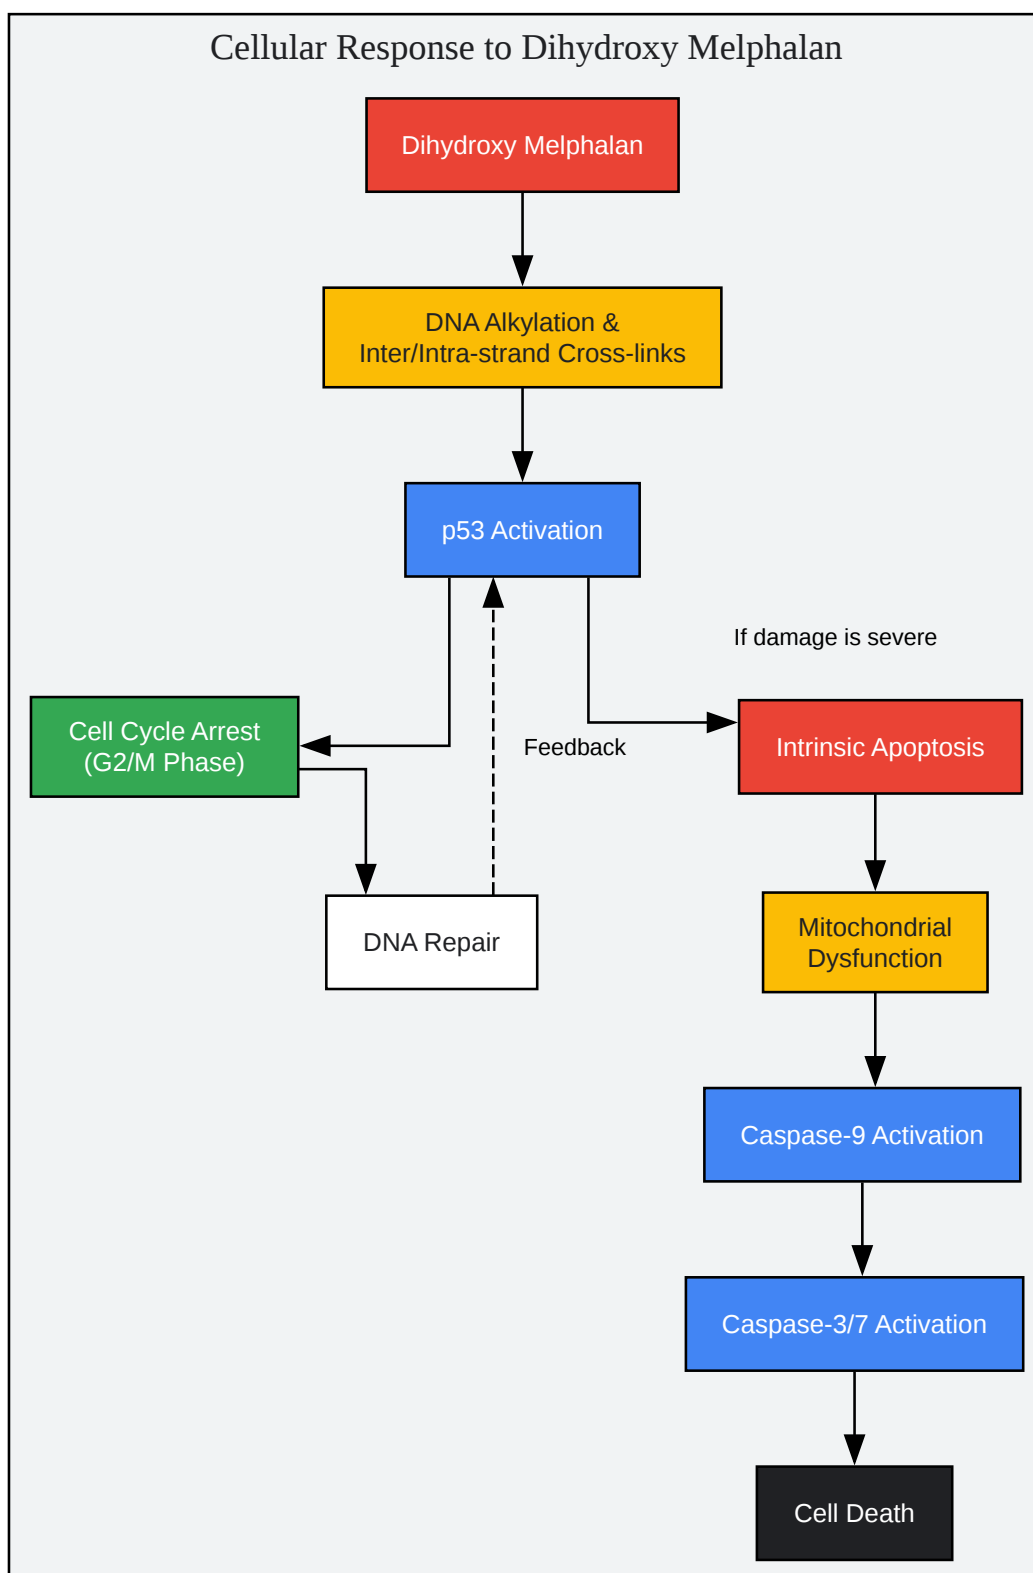 Cellular Response to Dihydroxy Melphalan
Dihydroxy Melphalan
DNA Alkylation &
Inter/Intra-strand Cross-links
p53 Activation
If damage is severe
Cell Cycle Arrest
(G2/M Phase)
Feedback
Intrinsic Apoptosis
DNA Repair
Mitochondrial
Dysfunction
Caspase-9 Activation
Caspase-3/7 Activation
Cell Death